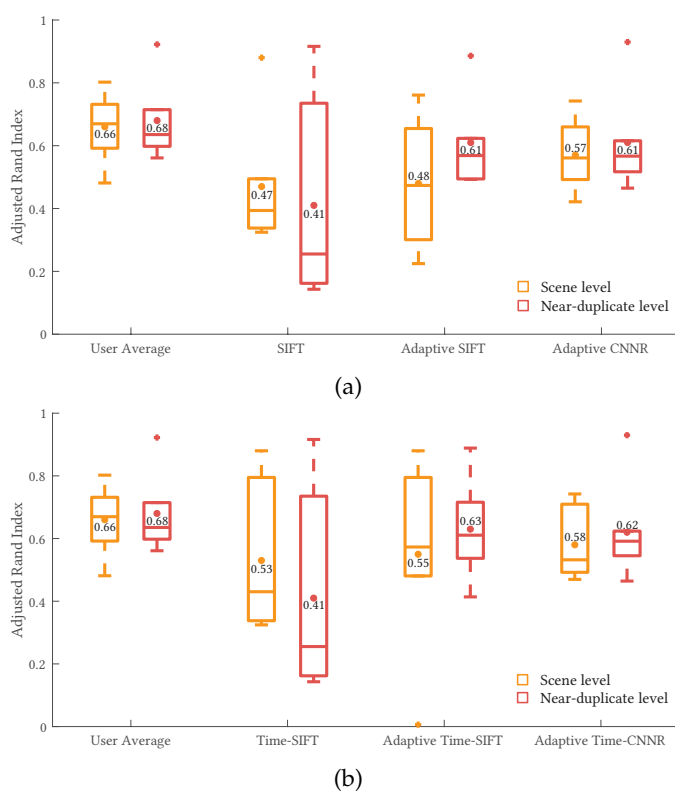 1
0.8
0.6
0.4
0.2
0
Adjusted Rand Index
0.66
0.68
0.47
0.41
0.48
0.61
0.57
0.61
Scene level
Near-duplicate level
User Average SIFT Adaptive SIFT Adaptive CNNR
(a)
1
0.8
0.6
0.4
0.2
0
Adjusted Rand Index
0.66
0.68
0.53
0.41
0.55
0.63
0.58
0.62
Scene level
Near-duplicate level
User Average Time-SIFT Adaptive Time-SIFT Adaptive Time-CNNR
(b)